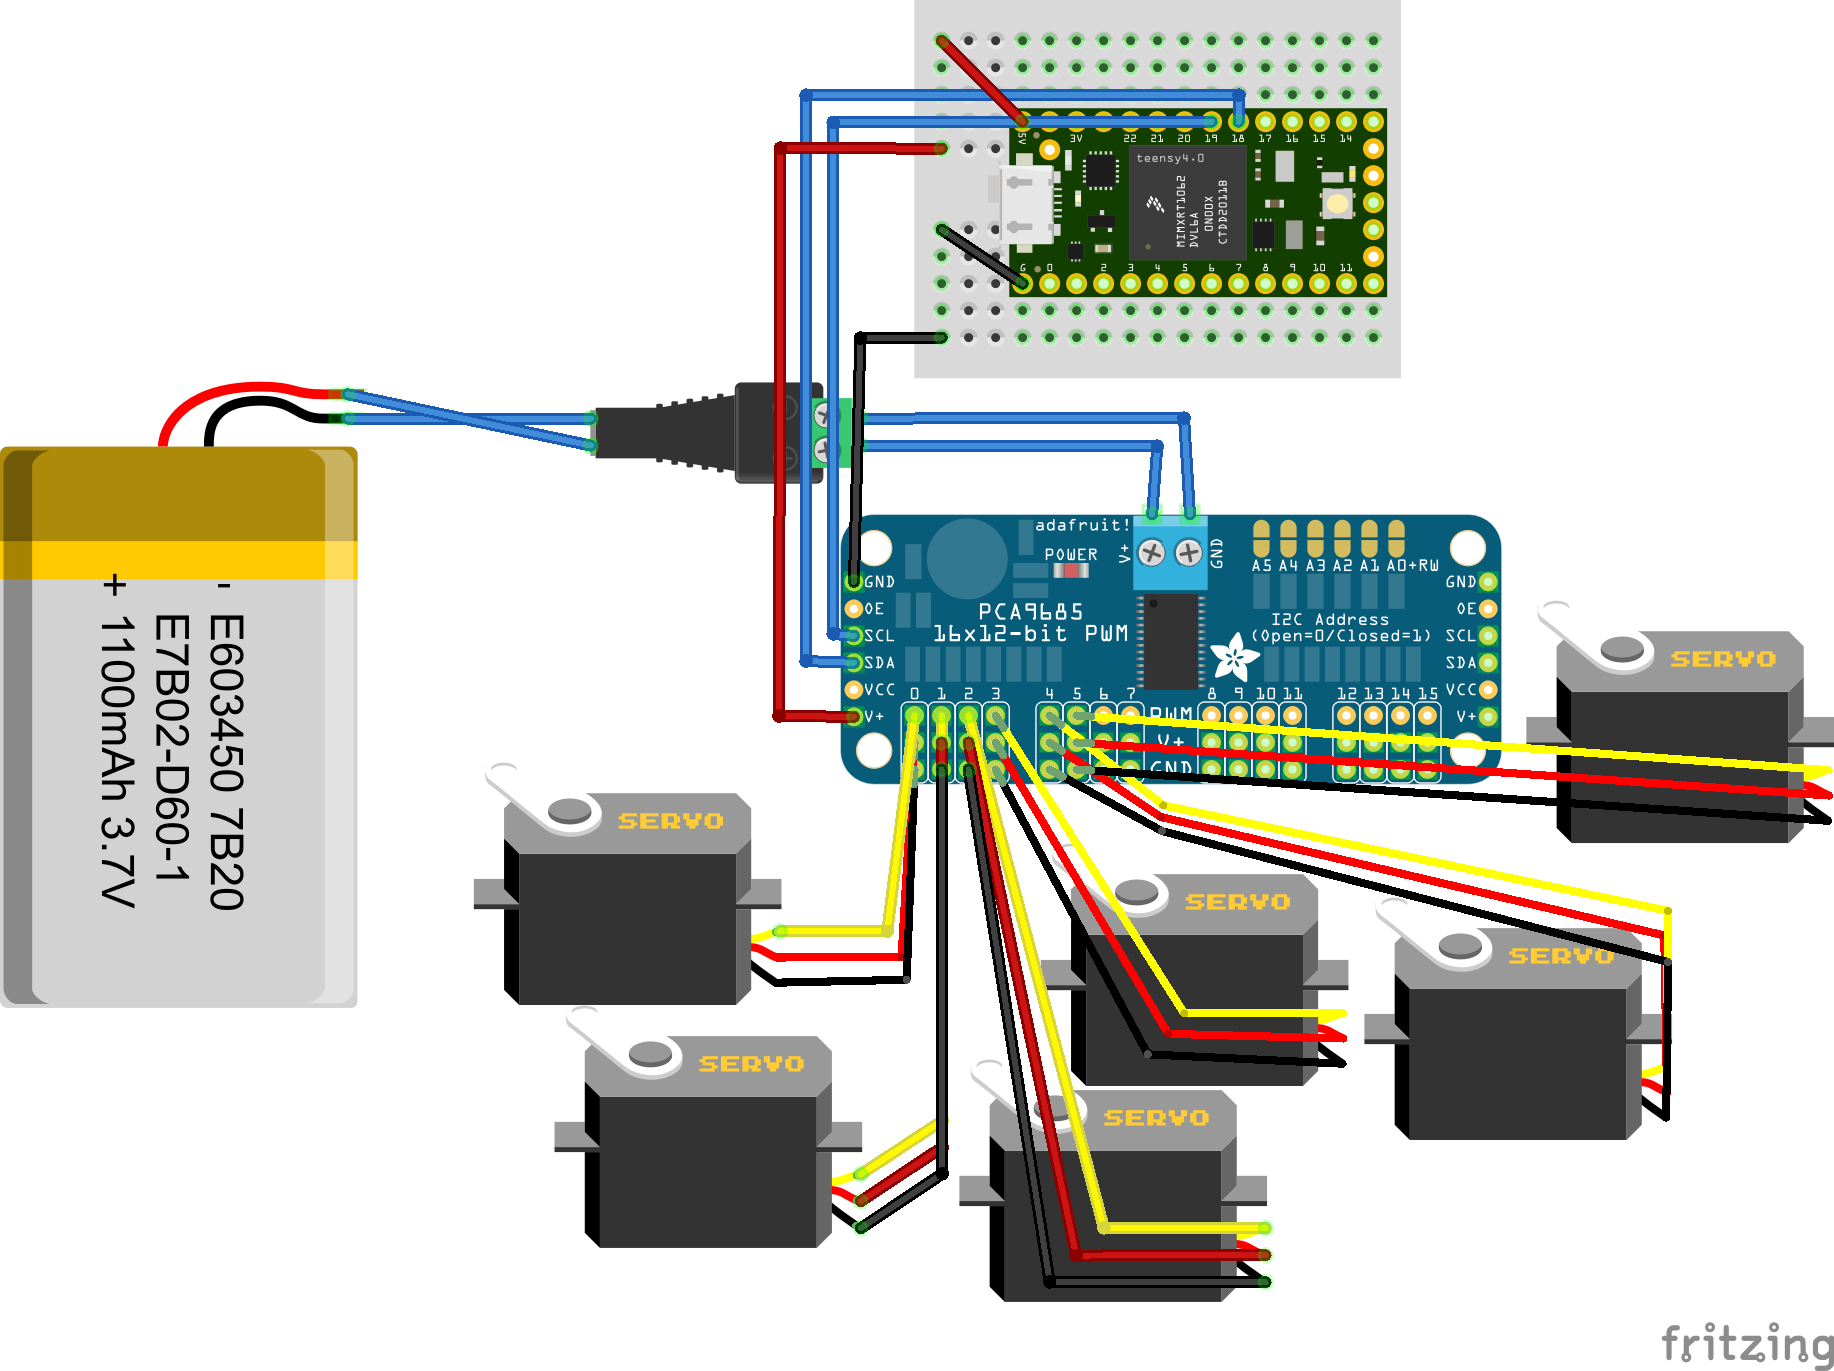 5V 3V 22 21 20 19 18 17 16 15 14
teensy4.0
MIMXRT1062
DVL6A
ONOOX
CTDD2011B
G 0 2 3 4 5 6 7 8 9 10 11
- E603450 7B20
E7B02-D60-1
+ 1100mAh 3.7V
adafruit!
POWER
V+
GND
A5 A4 A3 A2 A1 A0+RW
GND
OE
SCL
SDA
VCC
V+
PCA9685
16x12-bit PWM
I2C Address
(Open=0/Closed=1)
GND
OE
SCL
SDA
VCC
V+
0 1 2 3 4 5 6 7 8 9 10 11 12 13 14 15
PWM
V+
GND
SERVO
SERVO
SERVO
SERVO
SERVO
SERVO
fritzing